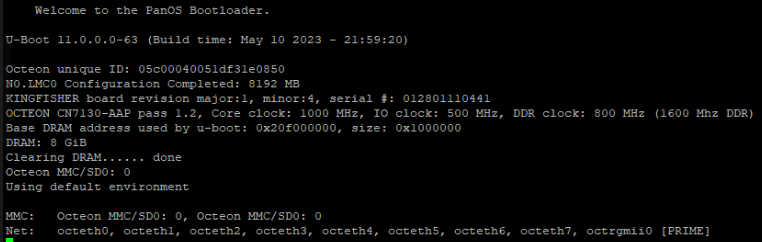 Welcome to the PanOS Bootloader.
U-Boot 11.0.0.0-63 (Build time: May 10 2023 - 21:59:20)
Octeon unique ID: 05c00040051df31e0850
N0.LMC0 Configuration Completed: 8192 MB
KINGFISHER board revision major:1, minor:4, serial #: 012801110441
OCTEON CN7130-AAP pass 1.2, Core clock: 1000 MHz, IO clock: 500 MHz, DDR clock: 800 MHz (1600 Mhz DDR)
Base DRAM address used by u-boot: 0x20f000000, size: 0x1000000
DRAM: 8 GiB
Clearing DRAM...... done
Octeon MMC/SD0: 0
Using default environment
MMC:   Octeon MMC/SD0: 0, Octeon MMC/SD0: 0
Net:   octeth0, octeth1, octeth2, octeth3, octeth4, octeth5, octeth6, octeth7, octrgmii0 [PRIME]